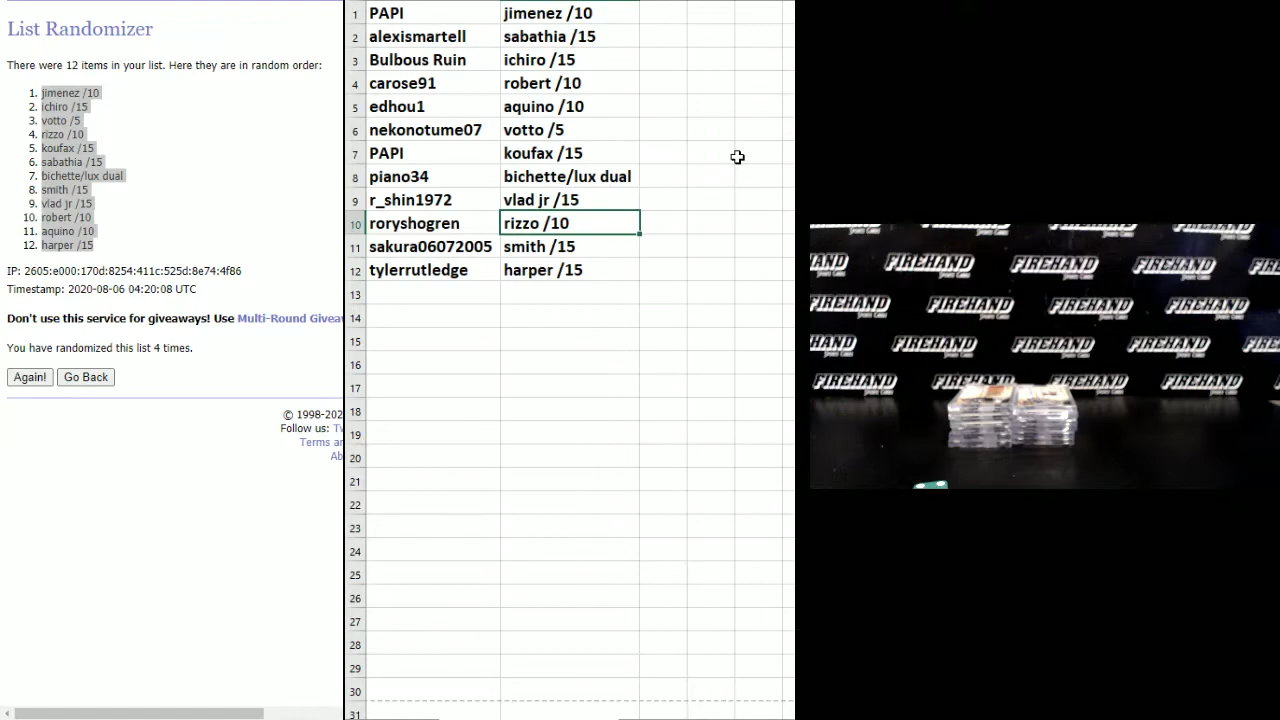 List Randomizer
There were 12 items in your list. Here they are in random order:
1. jimenez /10
2. ichiro /15
3. votto /5
4. rizzo /10
5. koufax /15
6. sabathia /15
7. bichette/lux dual
8. smith /15
9. vlad jr /15
10. robert /10
11. aquino /10
12. harper /15
IP: 2605:e000:170d:8254:411c:525d:8e74:4f86
Timestamp: 2020-08-06 04:20:08 UTC
Don't use this service for giveaways! Use Multi-Round Giveaw
You have randomized this list 4 times.
Again! Go Back
© 1998-202
Follow us: Tw
Terms an
Ab
1 PAPI jimenez /10
2 alexismartell sabathia /15
3 Bulbous Ruin ichiro /15
4 carose91 robert /10
5 edhou1 aquino /10
6 nekonotume07 votto /5
7 PAPI koufax /15
8 piano34 bichette/lux dual
9 r_shin1972 vlad jr /15
10 roryshogren rizzo /10
11 sakura06072005 smith /15
12 tylerrutledge harper /15
13
14
15
16
17
18
19
20
21
22
23
24
25
26
27
28
29
30
31
HAND FIREHAND FIREHAND FIREHAND
FIREHAND FIREHAND FIREHAND FIREHAND
HAND FIREHAND FIREHAND FIREHAND
FIREHAND FIREHAND FIREHAND FIREHAND